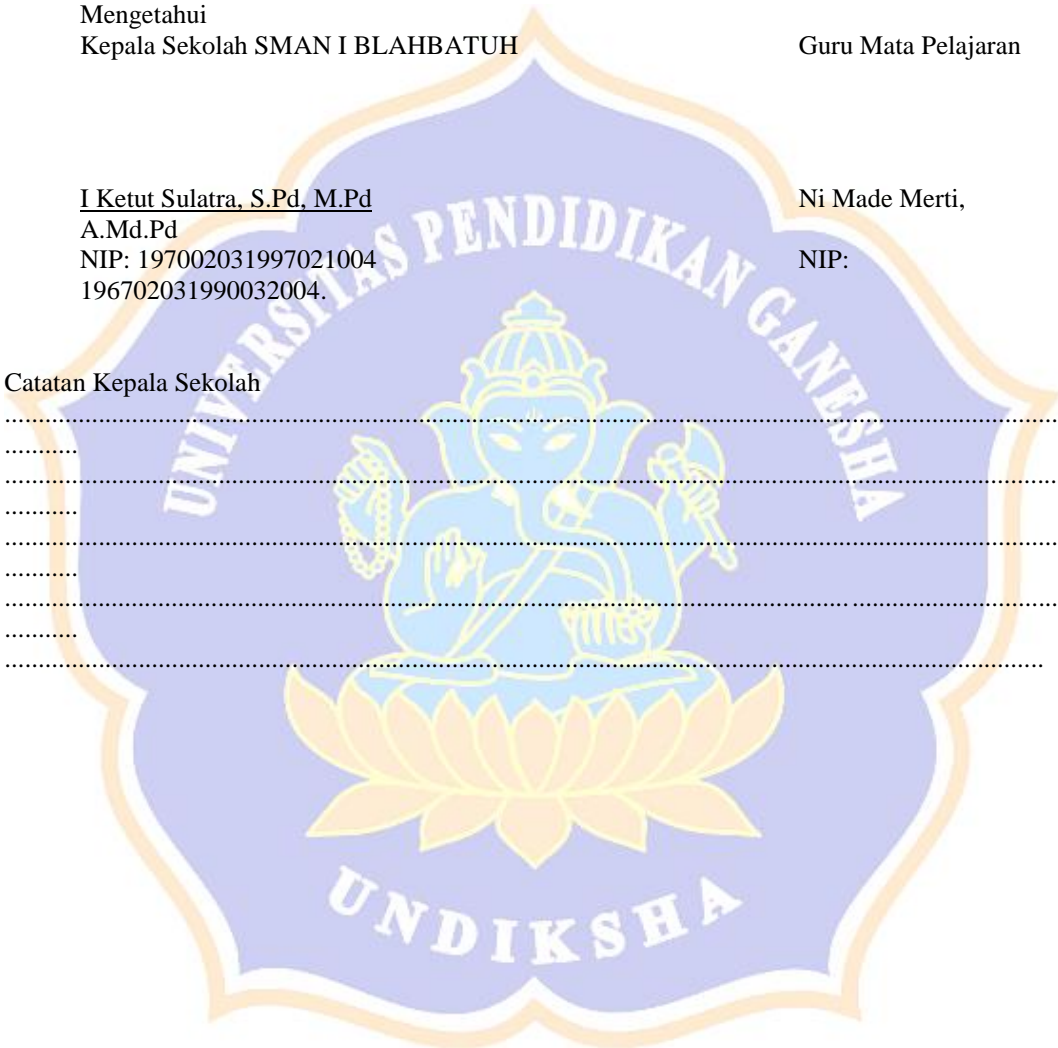 Mengetahui
Kepala Sekolah SMAN I BLAHBATUH Guru Mata Pelajaran
I Ketut Sulatra, S.Pd, M.Pd Ni Made Merti,
A.Md.Pd
NIP: 197002031997021004 NIP:
196702031990032004.
UNIVERSITAS PENDIDIKAN GANESHA
Catatan Kepala Sekolah
................................................................................
...........
................................................................................
...........
................................................................................
...........
................................................................................
...........
................................................................................
UNDIKSHA